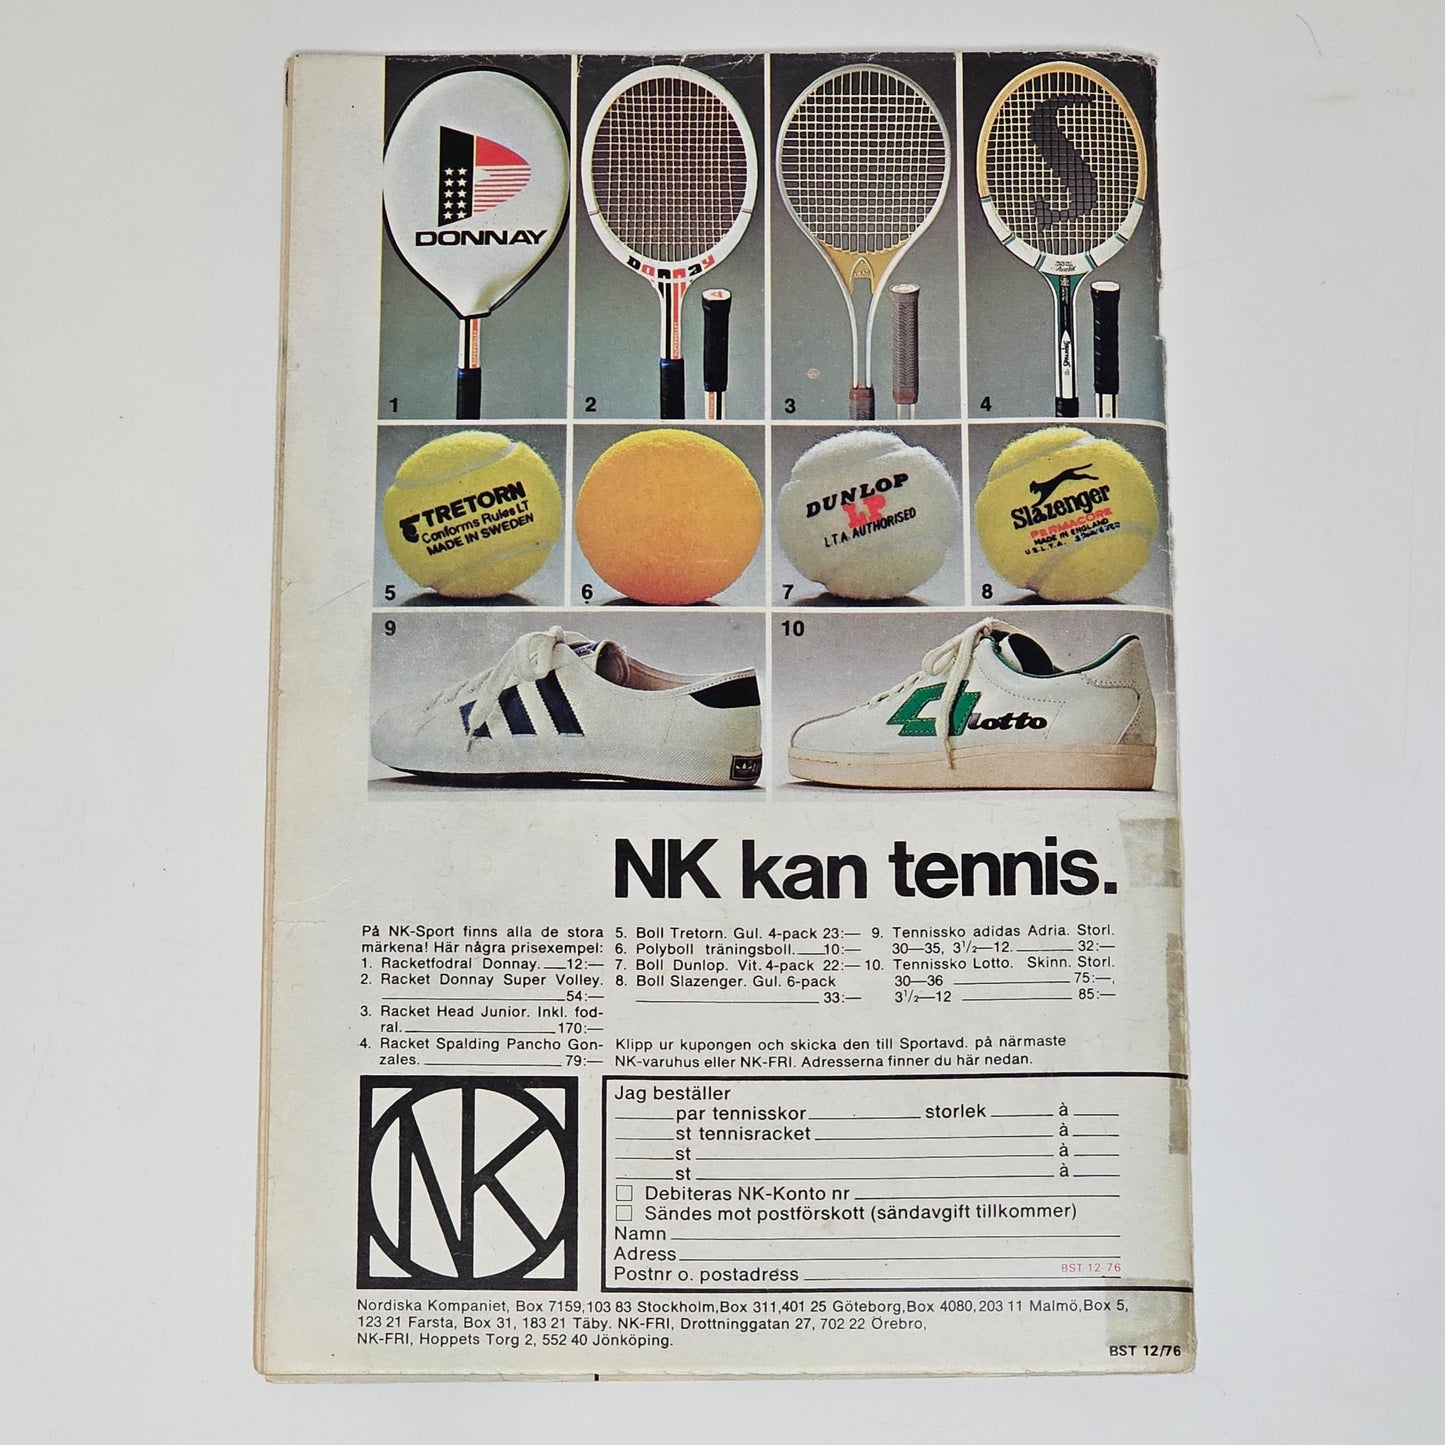 DONNAY
DONNAY
1
2
3
4
TRETORN
Conforms Rules LT
MADE IN SWEDEN
DUNLOP
LP
L.T.A. AUTHORISED
Slazenger
PERMACORE
MADE IN ENGLAND
U.S.L.T.A.
5
6
7
8
9
10
lotto
NK kan tennis.
På NK-Sport finns alla de stora
märkena! Här några prisexempel:
1. Racketfodral Donnay. 12:—
2. Racket Donnay Super Volley.
54:—
3. Racket Head Junior. Inkl. fod-
ral. 170:—
4. Racket Spalding Pancho Gon-
zales. 79:—
5. Boll Tretorn. Gul. 4-pack 23:—
6. Polyboll träningsboll. 10:—
7. Boll Dunlop. Vit. 4-pack 22:—
8. Boll Slazenger. Gul. 6-pack
33:—
9. Tennissko adidas Adria. Storl.
30—35, 3½—12. 32:—
10. Tennissko Lotto. Skinn. Storl.
30—36 75:—,
3½—12 85:—
Klipp ur kupongen och skicka den till Sportavd. på närmaste
NK-varuhus eller NK-FRI. Adresserna finner du här nedan.
NK
Jag beställer
par tennisskor storlek à
st tennisracket à
st à
st à
Debiteras NK-Konto nr
Sändes mot postförskott (sändavgift tillkommer)
Namn
Adress
Postnr o. postadress
BST 12-76
Nordiska Kompaniet, Box 7159,103 83 Stockholm,Box 311,401 25 Göteborg,Box 4080,203 11 Malmö,Box 5,
123 21 Farsta, Box 31, 183 21 Täby. NK-FRI, Drottninggatan 27, 702 22 Örebro,
NK-FRI, Hoppets Torg 2, 552 40 Jönköping.
BST 12/76